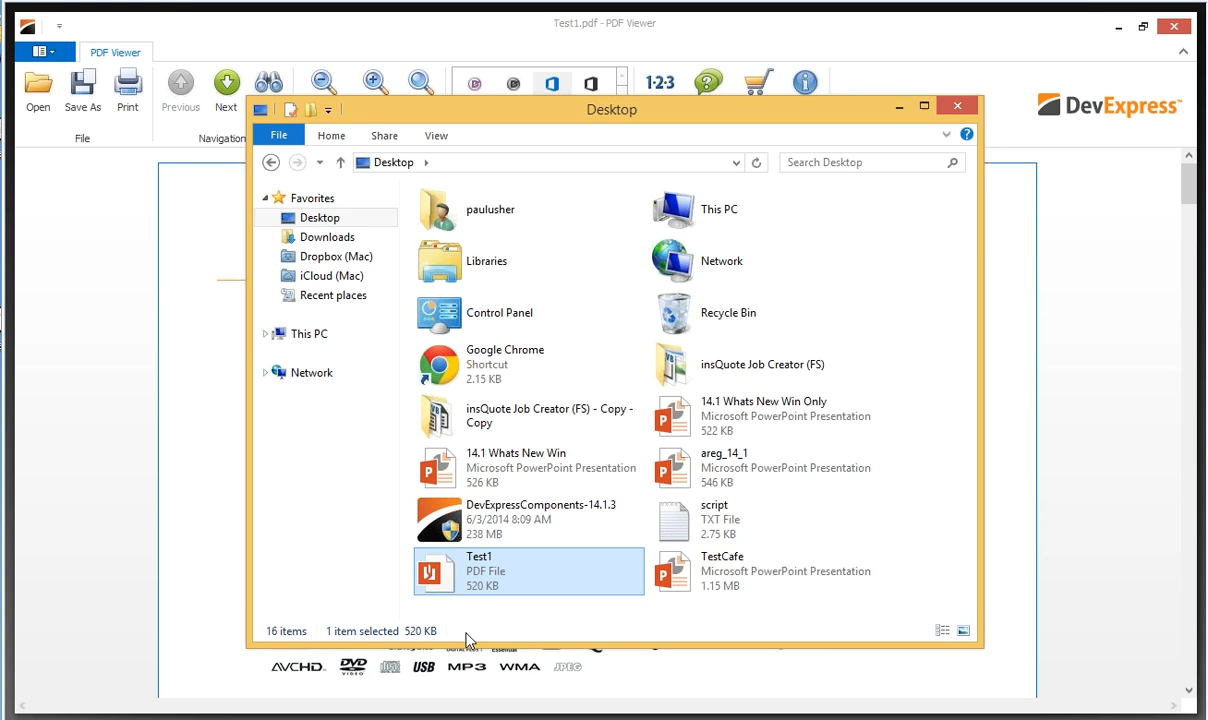 Test1.pdf - PDF Viewer
PDF Viewer
Open
Save As
Print
Previous
Next
1-2-3
File
Navigation
DevExpress
Desktop
File
Home
Share
View
Desktop
Search Desktop
Favorites
Desktop
Downloads
Dropbox (Mac)
iCloud (Mac)
Recent places
This PC
Network
paulusher
This PC
Libraries
Network
Control Panel
Recycle Bin
Google Chrome
Shortcut
2.15 KB
insQuote Job Creator (FS)
insQuote Job Creator (FS) - Copy -
Copy
14.1 Whats New Win Only
Microsoft PowerPoint Presentation
522 KB
14.1 Whats New Win
Microsoft PowerPoint Presentation
526 KB
areg_14_1
Microsoft PowerPoint Presentation
546 KB
DevExpressComponents-14.1.3
6/3/2014 8:09 AM
238 MB
script
TXT File
2.75 KB
Test1
PDF File
520 KB
TestCafe
Microsoft PowerPoint Presentation
1.15 MB
16 items
1 item selected 520 KB
AVCHD
DVD
VIDEO
USB
MP3
WMA
JPEG